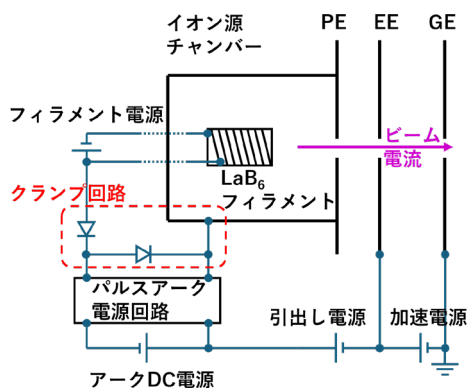 イオン源
チャンバー
PE
EE
GE
フィラメント電源
ビーム
電流
LaB6
フィラメント
クランプ回路
パルスアーク
電源回路
引出し電源
加速電源
アークDC電源